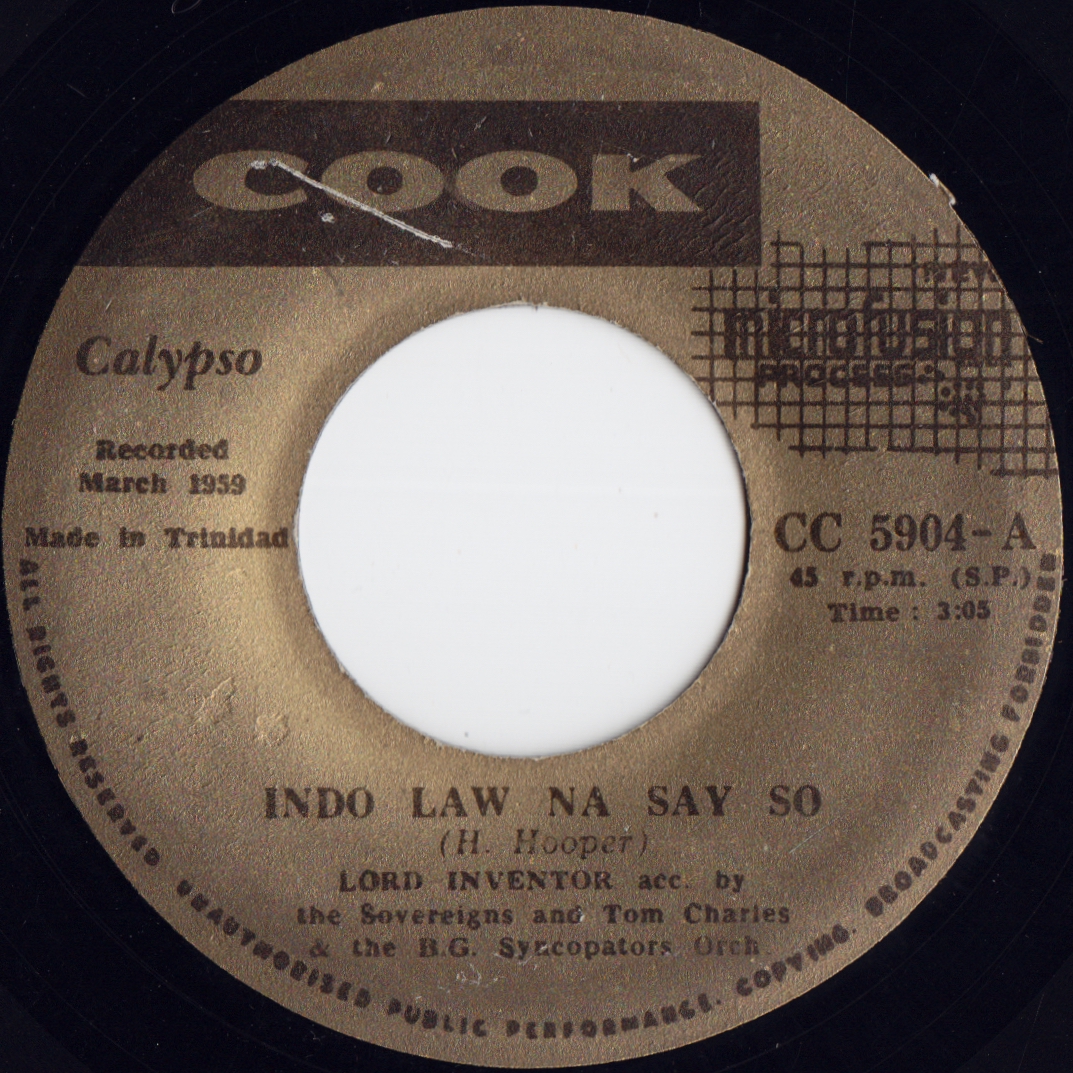 COOK
new
microfusion
PROCESS
Calypso
Recorded
March 1959
Made in Trinidad
CC 5904-A
45 r.p.m. (S.P.)
Time : 3:05
INDO LAW NA SAY SO
(H. Hooper)
LORD INVENTOR acc. by
the Sovereigns and Tom Charles
& the B.G. Syncopators Orch
ALL RIGHTS RESERVED UNAUTHORISED PUBLIC PERFORMANCE. COPYING. BROADCASTING FORBIDDEN